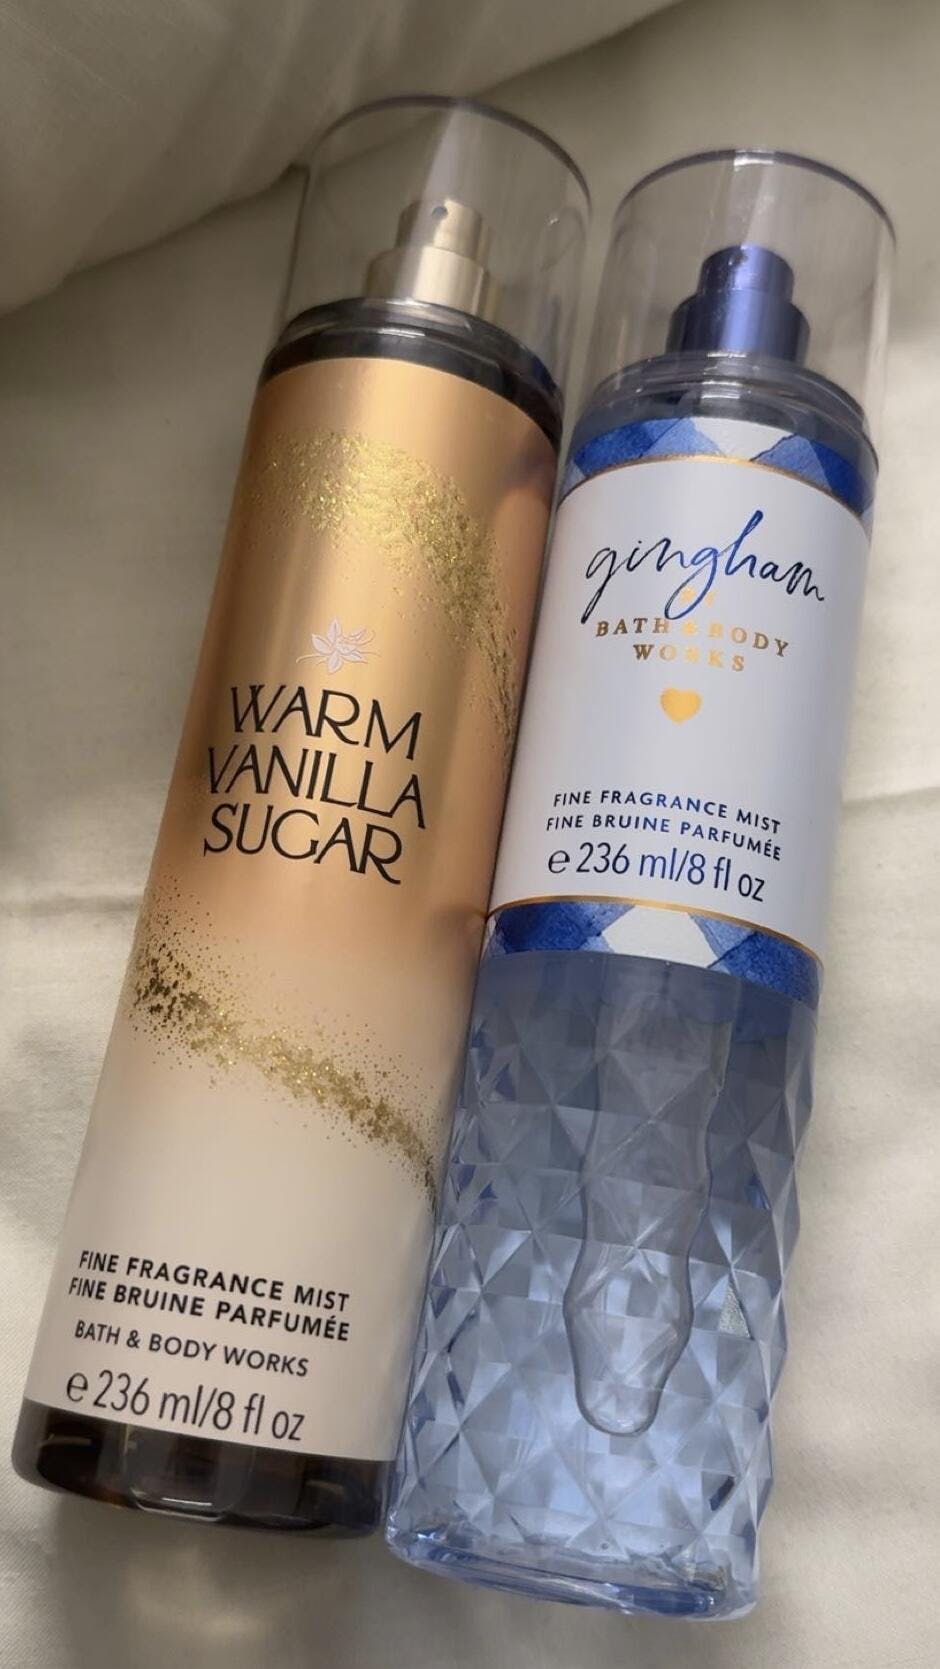 WARM
VANILLA
SUGAR
FINE FRAGRANCE MIST
FINE BRUINE PARFUMÉE
BATH & BODY WORKS
e 236 ml/8 fl oz
gingham
BY
BATH & BODY
WORKS
FINE FRAGRANCE MIST
FINE BRUINE PARFUMÉE
e 236 ml/8 fl oz